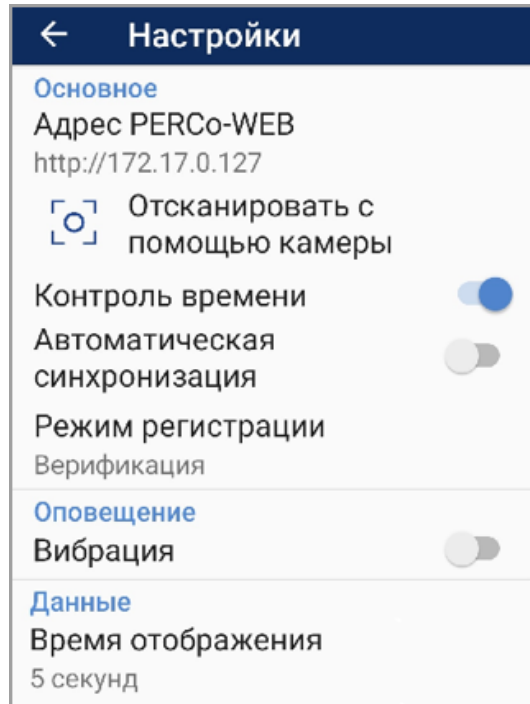 Настройки
Основное
Адрес PERCo-WEB
http://172.17.0.127
Отсканировать с
помощью камеры
Контроль времени
Автоматическая
синхронизация
Режим регистрации
Верификация
Оповещение
Вибрация
Данные
Время отображения
5 секунд